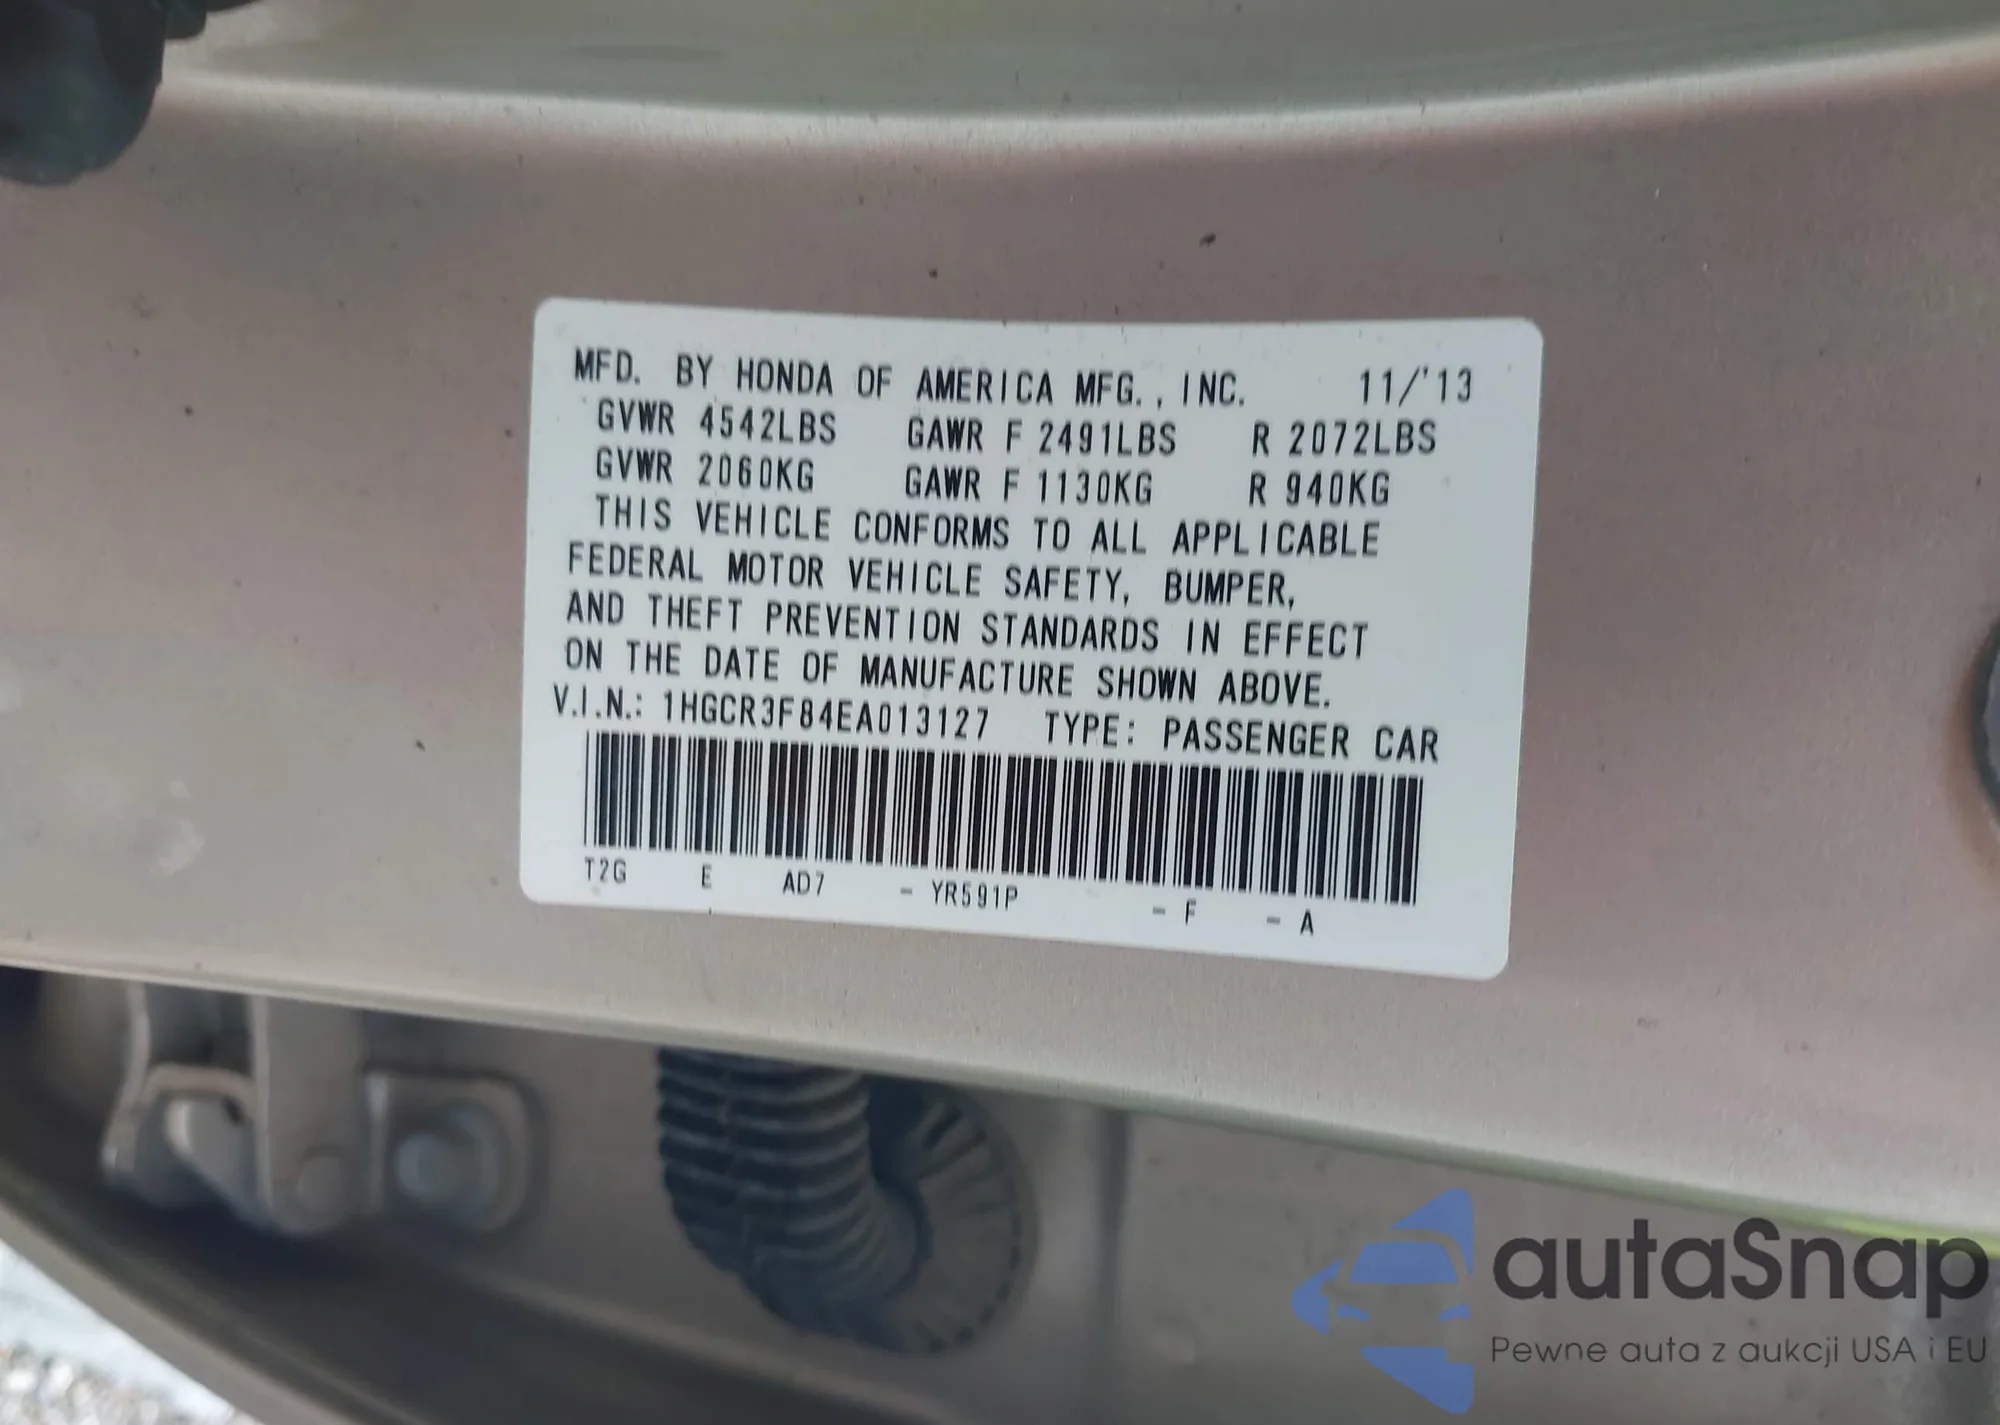 MFD. BY HONDA OF AMERICA MFG., INC. 11/'13
GVWR 4542LBS GAWR F 2491LBS R 2072LBS
GVWR 2060KG GAWR F 1130KG R 940KG
THIS VEHICLE CONFORMS TO ALL APPLICABLE
FEDERAL MOTOR VEHICLE SAFETY, BUMPER,
AND THEFT PREVENTION STANDARDS IN EFFECT
ON THE DATE OF MANUFACTURE SHOWN ABOVE.
V.I.N.: 1HGCR3F84EA013127 TYPE: PASSENGER CAR
T2G E AD7 - YR591P - F - A
autaSnap
Pewne auta z aukcji USA i EU